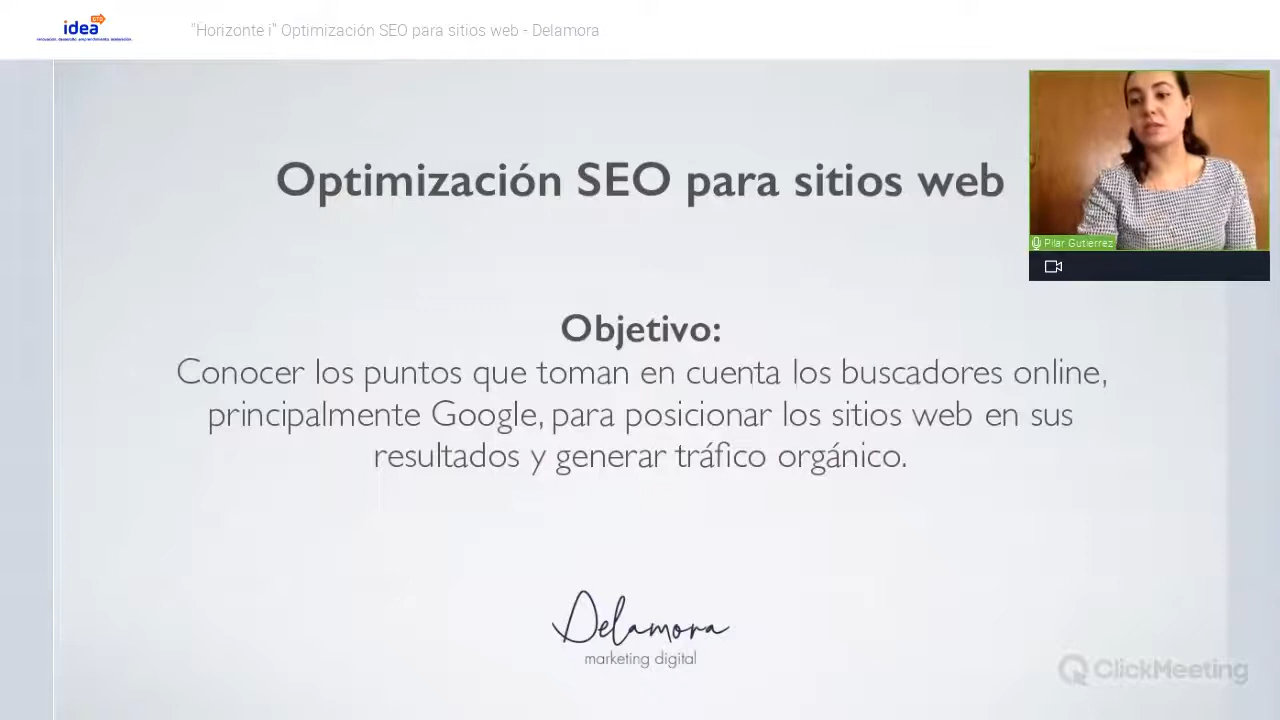 idea GTO
"Horizonte i" Optimización SEO para sitios web - Delamora
Optimización SEO para sitios web
Pilar Gutierrez
Objetivo:
Conocer los puntos que toman en cuenta los buscadores online,
principalmente Google, para posicionar los sitios web en sus
resultados y generar tráfico orgánico.
Delamora
marketing digital
ClickMeeting